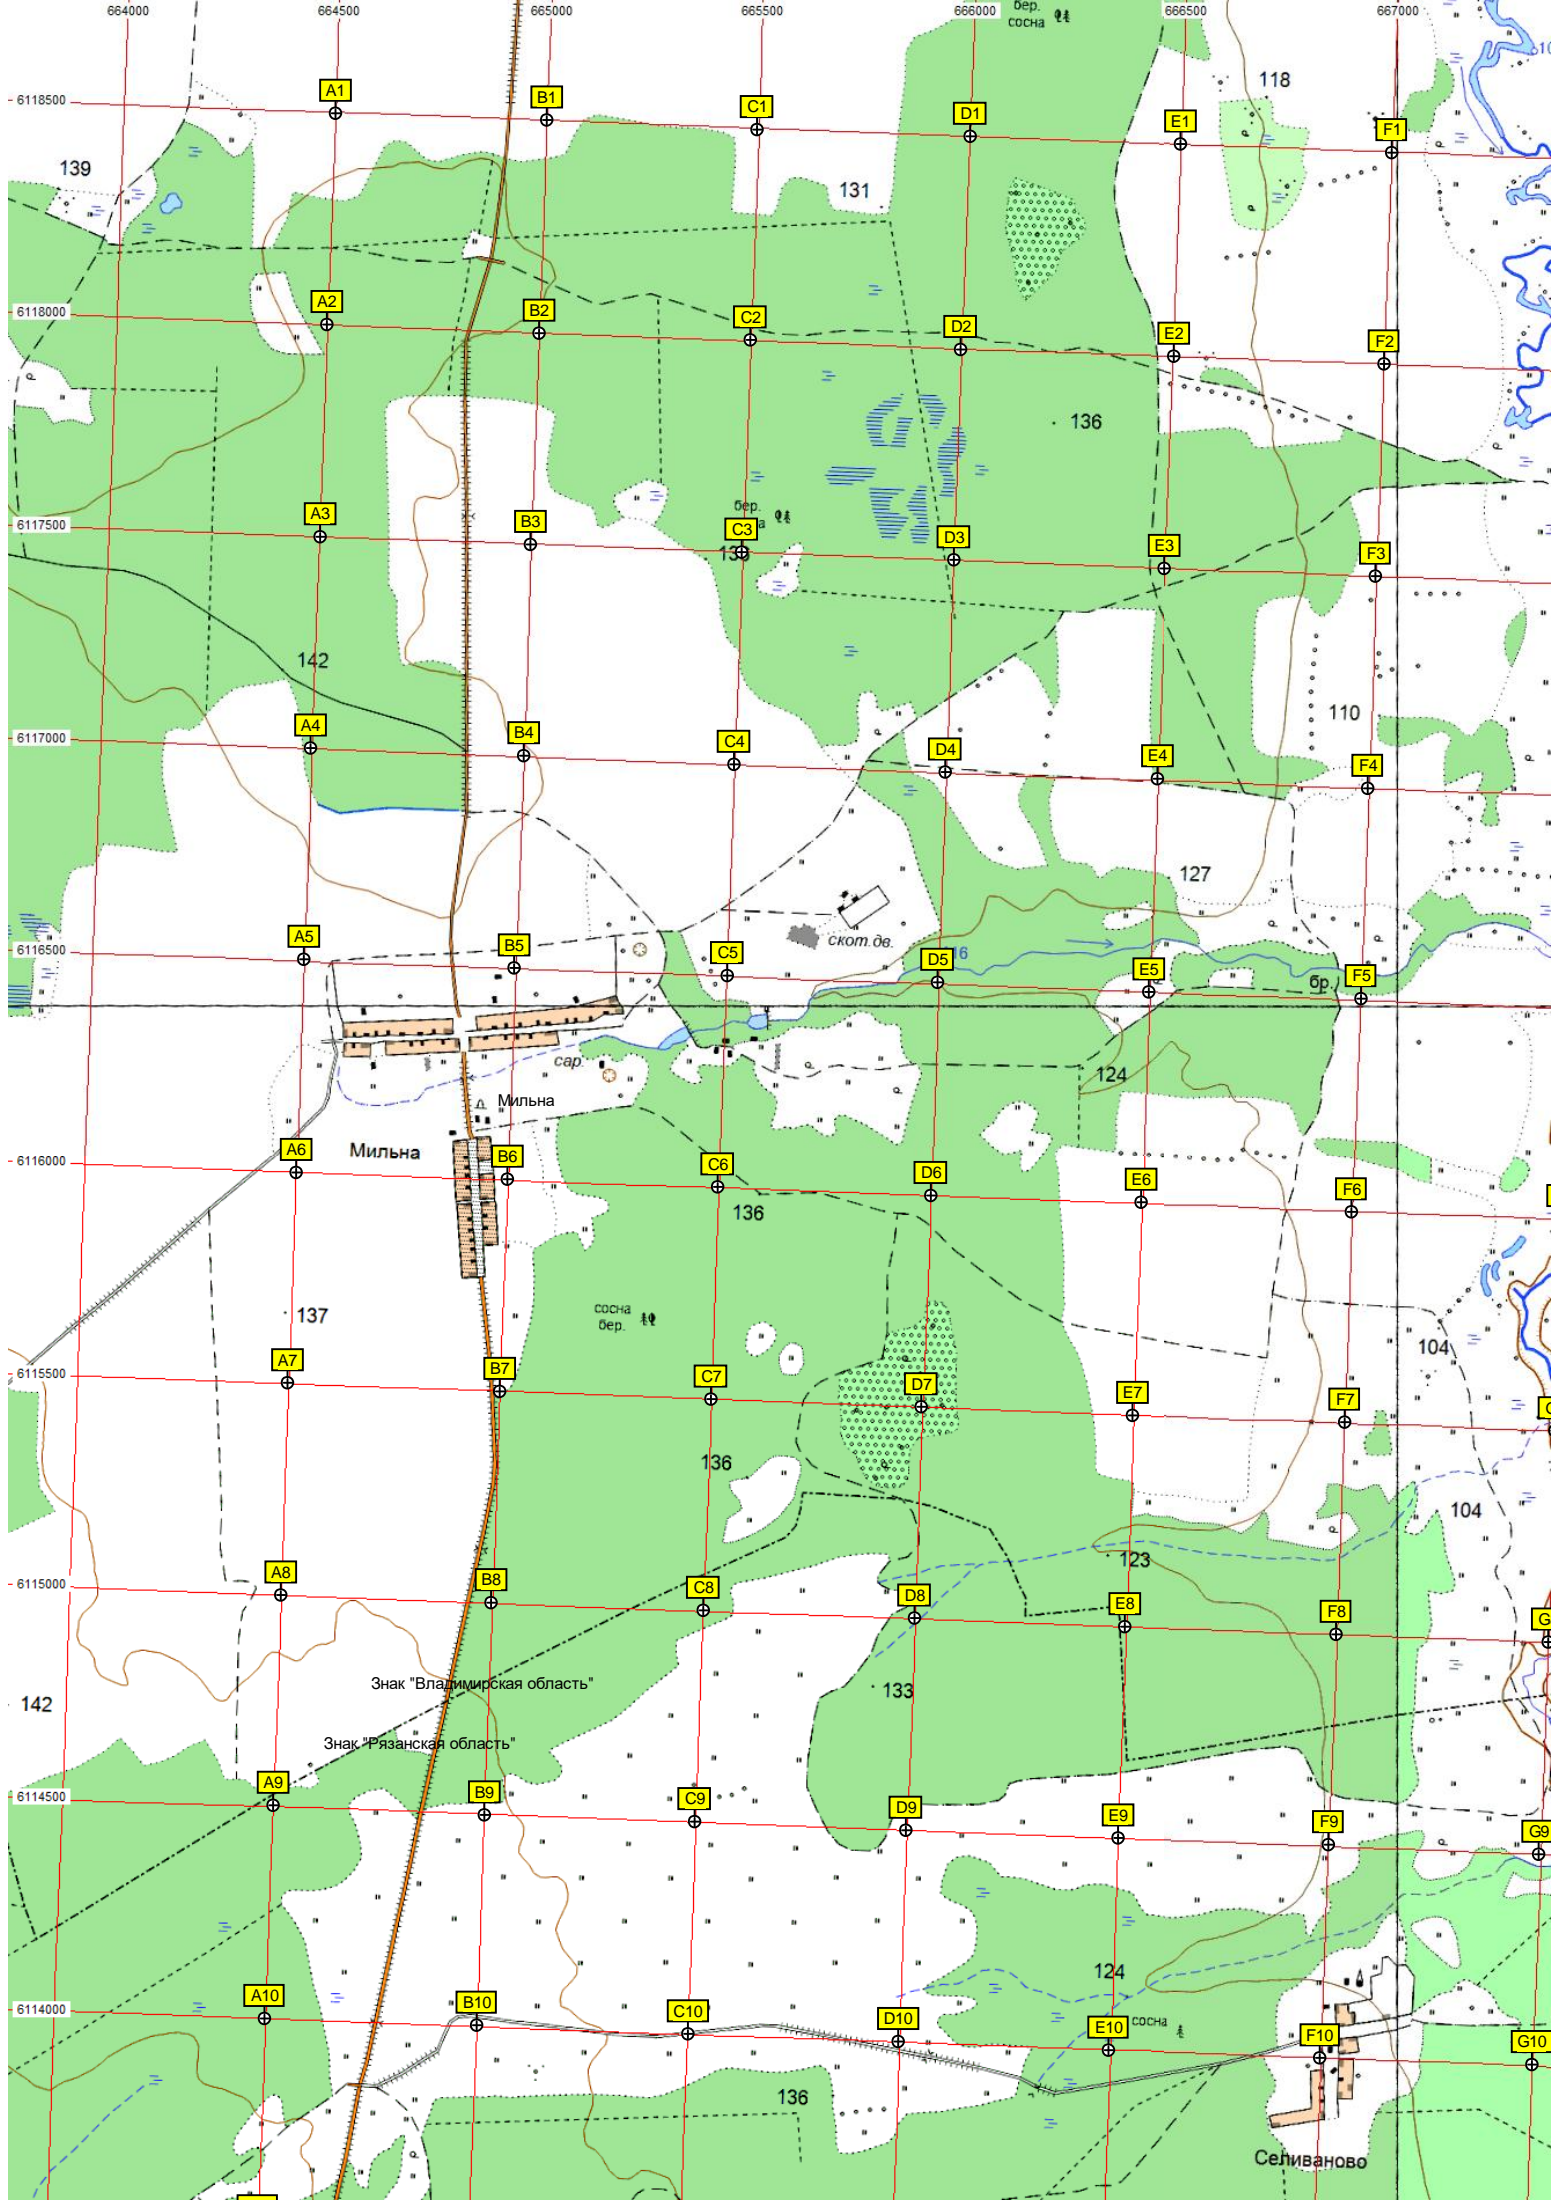 664000 664500 665000 665500 666000 666500 667000
бер.
сосна
118
A1 B1 C1 D1 E1 F1
6118500
139
131
A2 B2 C2 D2 E2 F2
6118000
136
бер.
A3 B3 C3 D3 E3 F3
6117500
142
110
A4 B4 C4 D4 E4 F4
6117000
127
скот.дв.
A5 B5 C5 D5 E5 F5
6116500
16
бр.
сар.
124
Мильна
Мильна
A6 B6 C6 D6 E6 F6
6116000
136
137
сосна
бер.
104
A7 B7 C7 D7 E7 F7
6115500
136
104
123
A8 B8 C8 D8 E8 F8 G
6115000
Знак "Владимирская область"
133
142
Знак "Рязанская область"
A9 B9 C9 D9 E9 F9 G9
6114500
124
A10 B10 C10 D10 E10 F10 G10
6114000
сосна
136
Селиваново